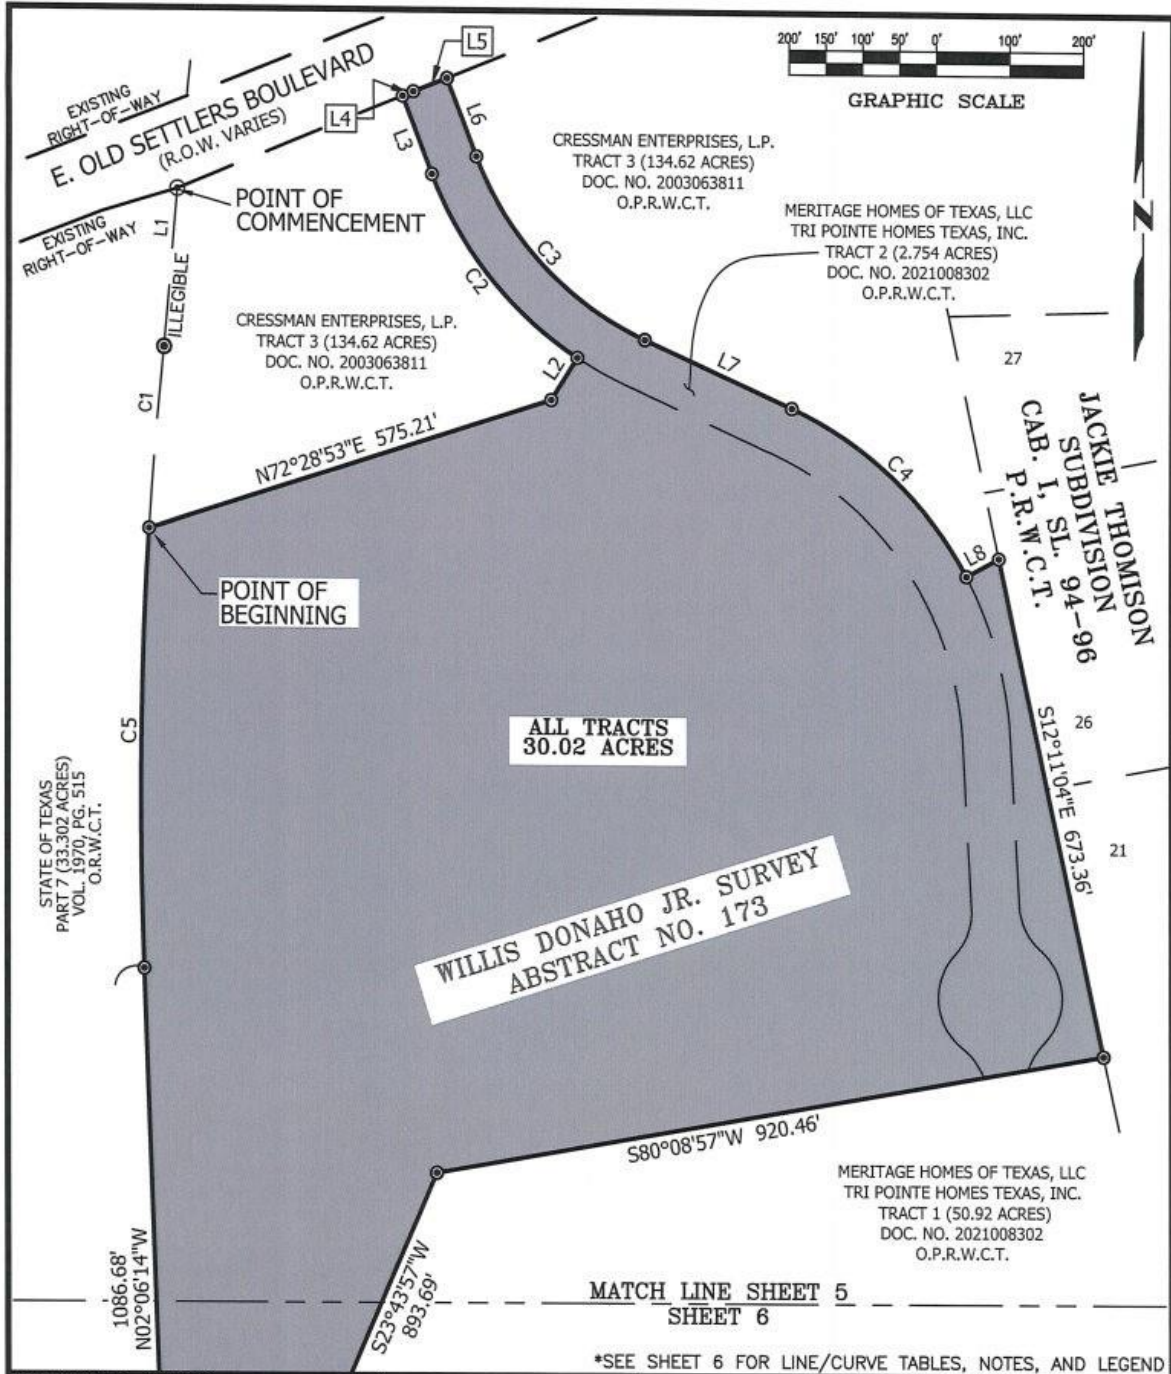 200' 150' 100' 50' 0' 100' 200'
GRAPHIC SCALE
L5
L4
L3
L6
EXISTING
RIGHT-OF-WAY
E. OLD SETTLERS BOULEVARD
(R.O.W. VARIES)
EXISTING
RIGHT-OF-WAY
POINT OF
COMMENCEMENT
L1
ILLEGIBLE
C1
CRESSMAN ENTERPRISES, L.P.
TRACT 3 (134.62 ACRES)
DOC. NO. 2003063811
O.P.R.W.C.T.
MERITAGE HOMES OF TEXAS, LLC
TRI POINTE HOMES TEXAS, INC.
TRACT 2 (2.754 ACRES)
DOC. NO. 2021008302
O.P.R.W.C.T.
N
C3
C2
CRESSMAN ENTERPRISES, L.P.
TRACT 3 (134.62 ACRES)
DOC. NO. 2003063811
O.P.R.W.C.T.
L2
L7
27
JACKIE THOMISON
SUBDIVISION
CAB. I, SL. 94-96
P.R.W.C.T.
N72°28'53"E 575.21'
C4
L8
POINT OF
BEGINNING
C5
ALL TRACTS
30.02 ACRES
S12°11'04"E 673.36'
26
21
STATE OF TEXAS
PART 7 (33.302 ACRES)
VOL. 1970, PG. 515
O.R.W.C.T.
WILLIS DONAHO JR. SURVEY
ABSTRACT NO. 173
S80°08'57"W 920.46'
MERITAGE HOMES OF TEXAS, LLC
TRI POINTE HOMES TEXAS, INC.
TRACT 1 (50.92 ACRES)
DOC. NO. 2021008302
O.P.R.W.C.T.
1086.68'
N02°06'14"W
S23°43'57"W
893.69'
MATCH LINE SHEET 5
SHEET 6
*SEE SHEET 6 FOR LINE/CURVE TABLES, NOTES, AND LEGEND